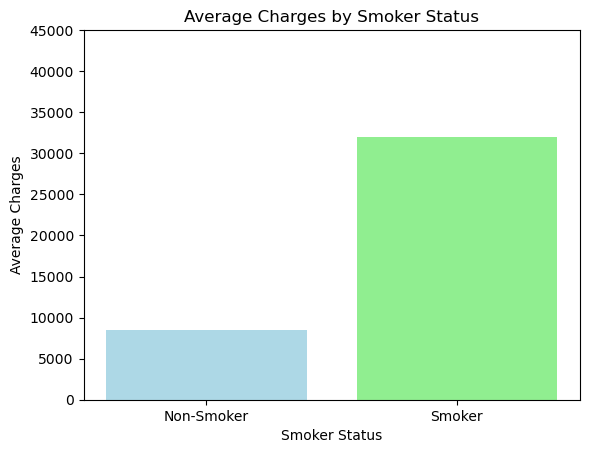 Average Charges by Smoker Status
45000
40000
35000
30000
25000
20000
15000
10000
5000
0
Average Charges
Non-Smoker Smoker
Smoker Status